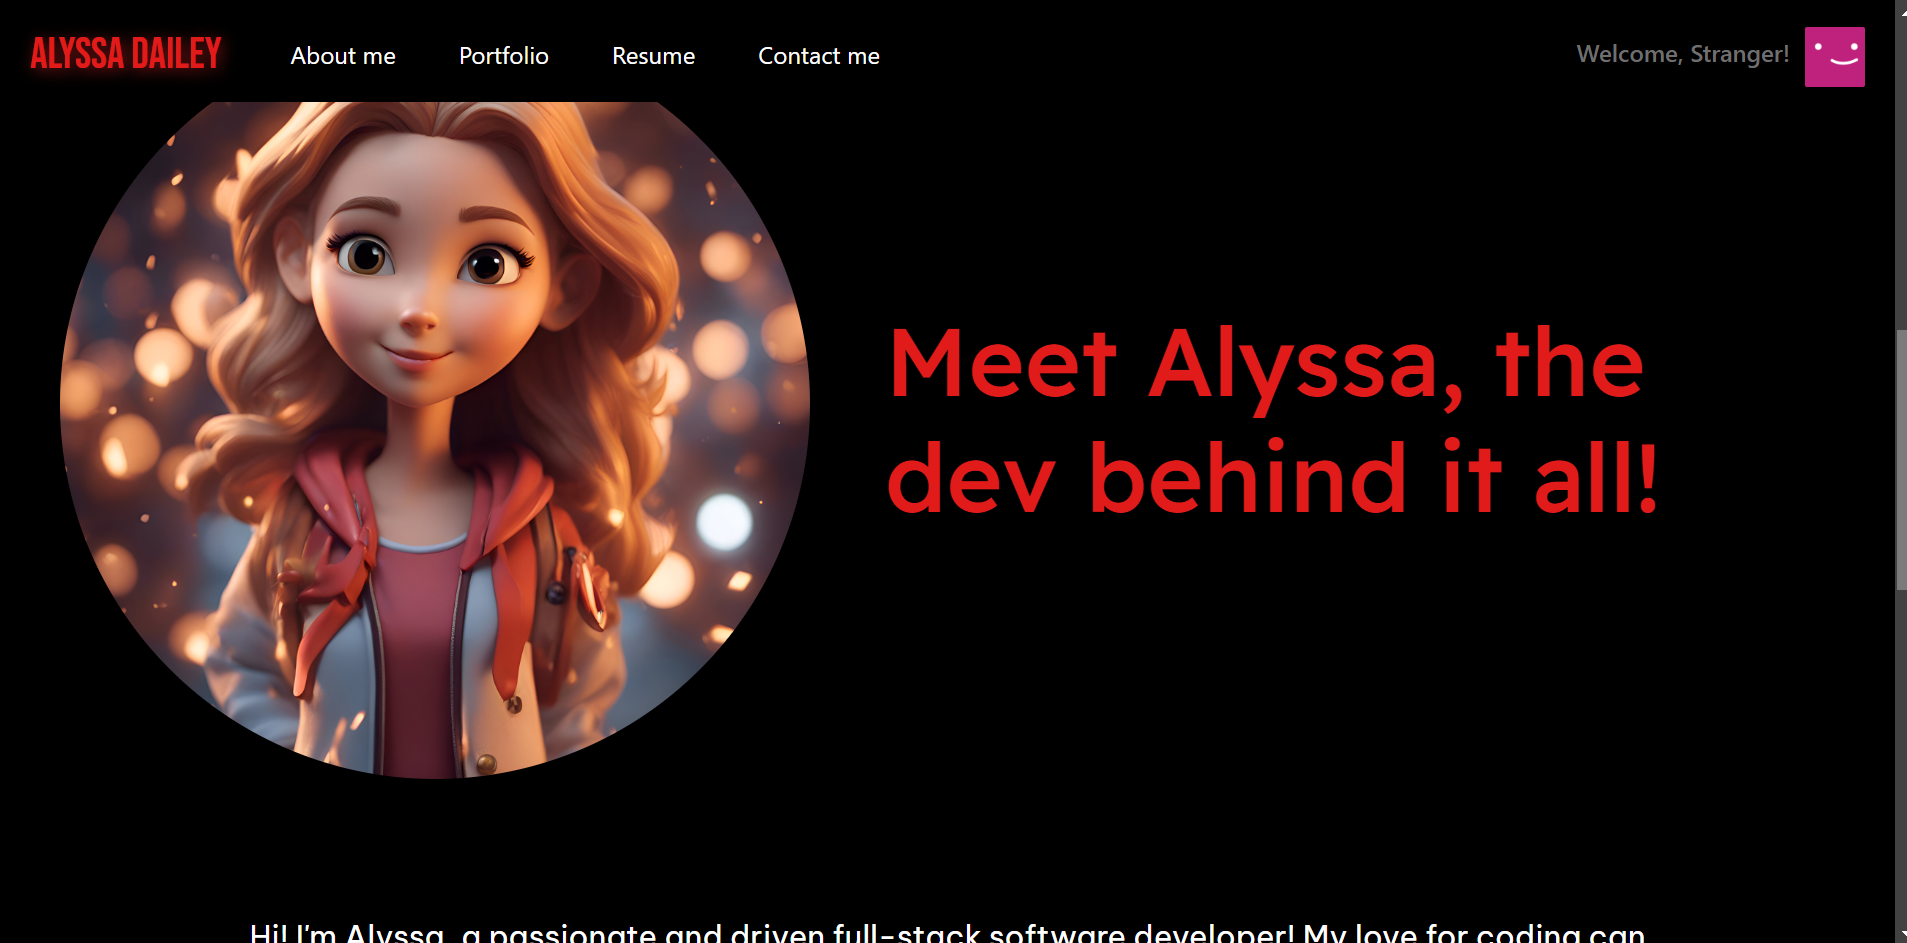 ALYSSA DAILEY
About me
Portfolio
Resume
Contact me
Welcome, Stranger!
Meet Alyssa, the
dev behind it all!
Hi! I'm Alyssa, a passionate and driven full-stack software developer! My love for coding can